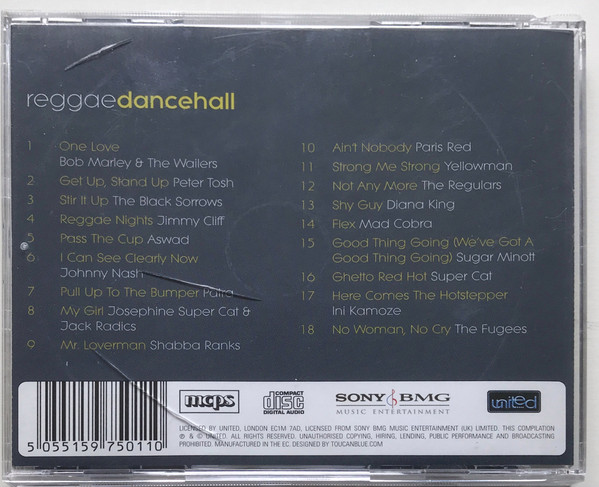 reggaedancehall
1 One Love
Bob Marley & The Wailers
2 Get Up, Stand Up Peter Tosh
3 Stir It Up The Black Sorrows
4 Reggae Nights Jimmy Cliff
5 Pass The Cup Aswad
6 I Can See Clearly Now
Johnny Nash
7 Pull Up To The Bumper Patra
8 My Girl Josephine Super Cat &
Jack Radics
9 Mr. Loverman Shabba Ranks
10 Ain't Nobody Paris Red
11 Strong Me Strong Yellowman
12 Not Any More The Regulars
13 Shy Guy Diana King
14 Flex Mad Cobra
15 Good Thing Going (We've Got A
Good Thing Going) Sugar Minott
16 Ghetto Red Hot Super Cat
17 Here Comes The Hotstepper
Ini Kamoze
18 No Woman, No Cry The Fugees
5 055159 750110
mcps
COMPACT
disc
DIGITAL AUDIO
SONY BMG
MUSIC ENTERTAINMENT
united
LICENSED BY UNITED, LONDON EC1M 7AD, LICENSED FROM SONY BMG MUSIC ENTERTAINMENT (UK) LIMITED. THIS COMPILATION
℗ & © UNITED. ALL RIGHTS RESERVED. UNAUTHORISED COPYING, HIRING, LENDING, PUBLIC PERFORMANCE AND BROADCASTING
PROHIBITED. MANUFACTURED IN THE EC. DESIGNED BY TOUCANBLUE.COM